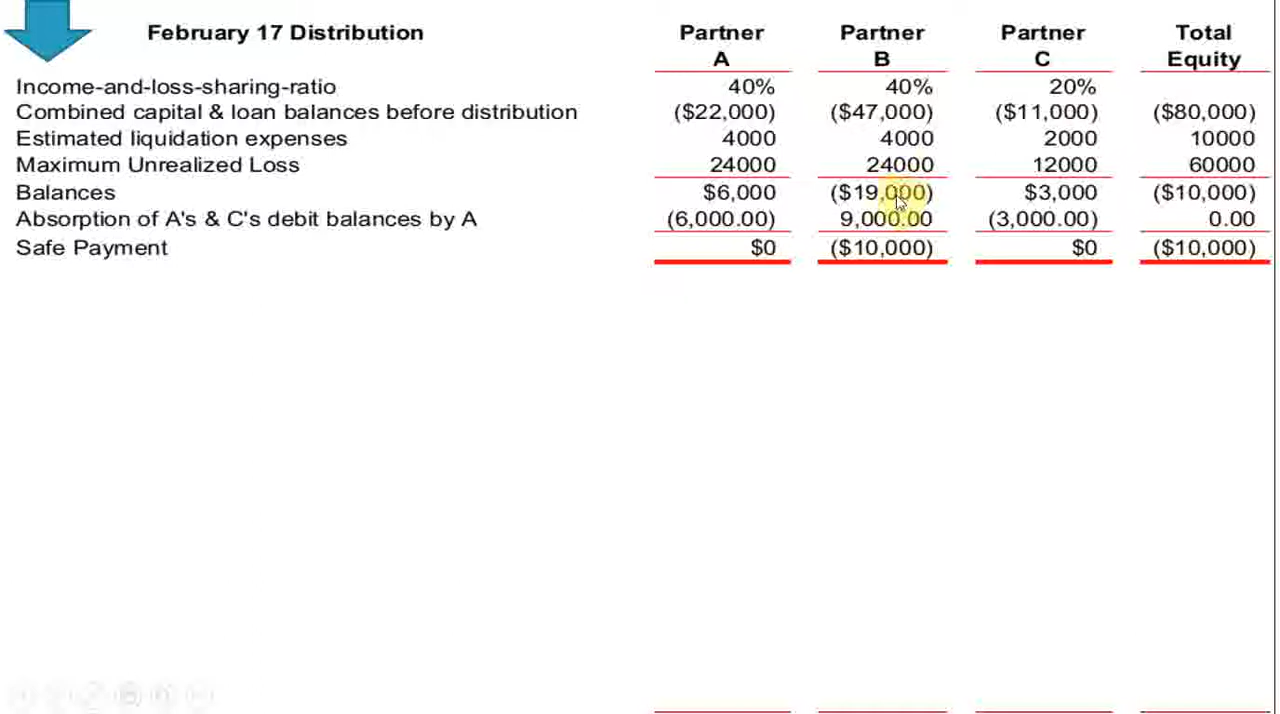 February 17 Distribution Partner Partner Partner Total
A B C Equity
Income-and-loss-sharing-ratio 40% 40% 20%
Combined capital & loan balances before distribution ($22,000) ($47,000) ($11,000) ($80,000)
Estimated liquidation expenses 4000 4000 2000 10000
Maximum Unrealized Loss 24000 24000 12000 60000
Balances $6,000 ($19,000) $3,000 ($10,000)
Absorption of A's & C's debit balances by A (6,000.00) 9,000.00 (3,000.00) 0.00
Safe Payment $0 ($10,000) $0 ($10,000)